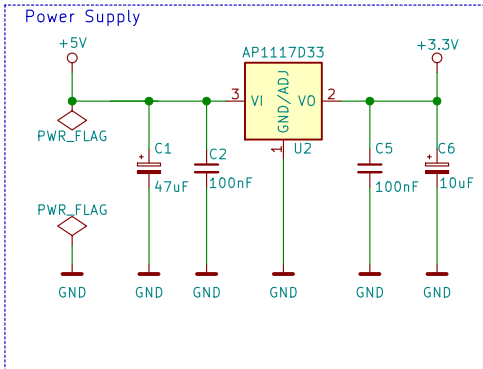 Power Supply
+5V
AP1117D33
+3.3V
3
VI
GND/ADJ
VO
2
PWR_FLAG
1
U2
C1
C2
C5
C6
47uF
100nF
100nF
10uF
PWR_FLAG
GND
GND
GND
GND
GND
GND